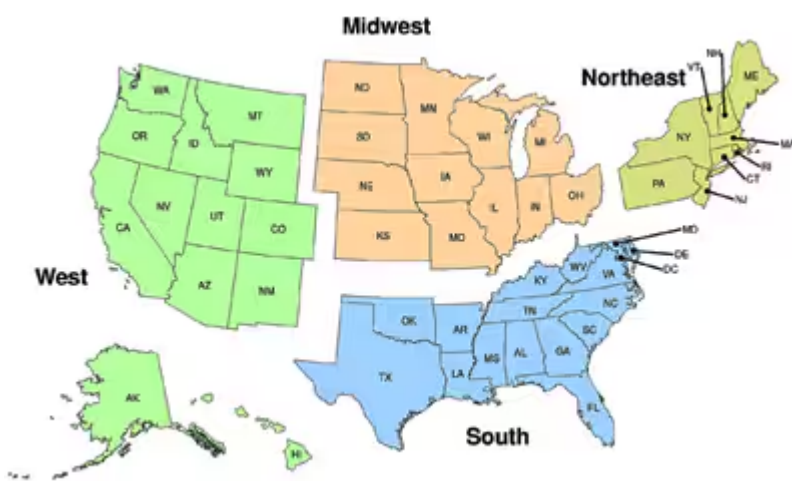 Midwest
Northeast
West
South
WA
OR
ID
MT
WY
CA
NV
UT
CO
AZ
NM
AK
HI
ND
SD
NE
KS
MN
IA
MO
WI
IL
MI
IN
OH
VT
NH
ME
NY
MA
RI
CT
PA
NJ
MD
DE
DC
WV
VA
KY
TN
NC
SC
OK
AR
TX
LA
MS
AL
GA
FL